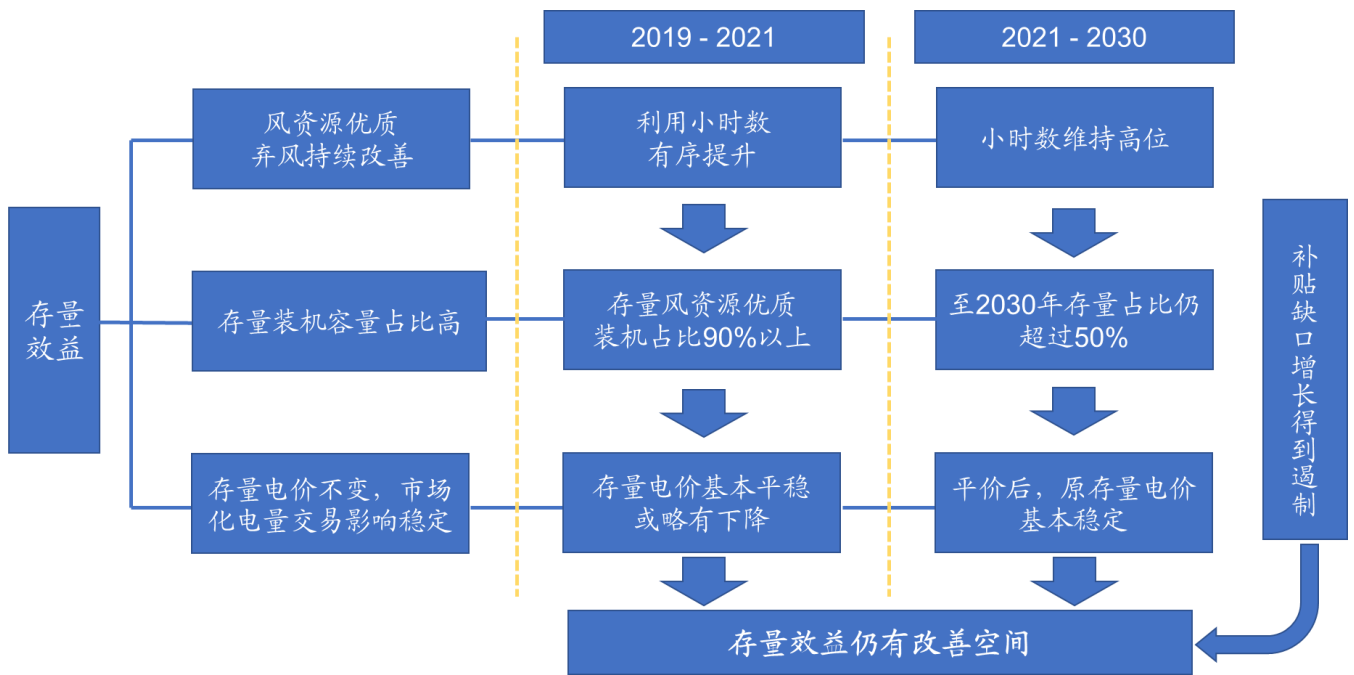 2019 - 2021
2021 - 2030
存量
效益
风资源优质
弃风持续改善
利用小时数
有序提升
小时数维持高位
存量装机容量占比高
存量风资源优质
装机占比90%以上
至2030年存量占比仍
超过50%
存量电价不变，市场
化电量交易影响稳定
存量电价基本平稳
或略有下降
平价后，原存量电价
基本稳定
补贴缺口增长得到遏制
存量效益仍有改善空间